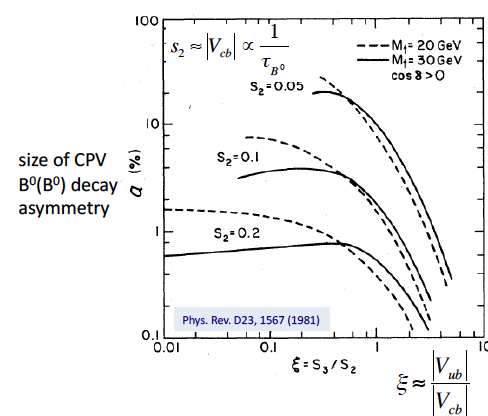 100
s₂ ≈ |V_cb| ∝ 1/τ_B⁰
--- M_t = 20 GeV
— M_t = 30 GeV
cos δ > 0
S₂ = 0.05
10
size of CPV
B⁰(B⁰) decay
asymmetry
a (%)
S₂ = 0.1
1
S₂ = 0.2
Phys. Rev. D23, 1567 (1981)
0.1
0.01
0.1
1
10
ξ = S₃ / S₂
ξ ≈ |V_ub| / |V_cb|